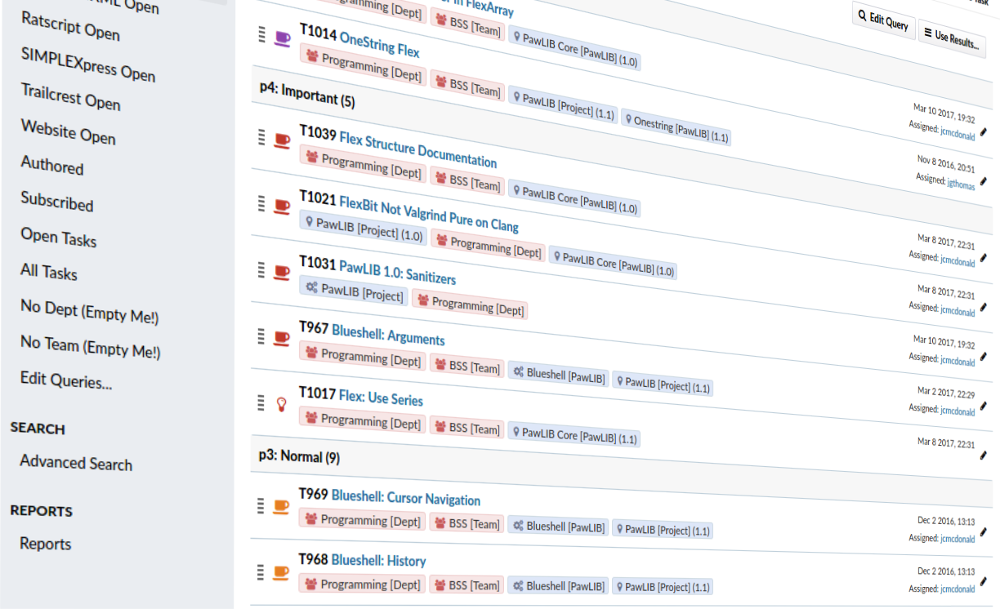 Open
Ratscript Open
SIMPLEXpress Open
Trailcrest Open
Website Open
Authored
Subscribed
Open Tasks
All Tasks
No Dept (Empty Me!)
No Team (Empty Me!)
Edit Queries...
SEARCH
Advanced Search
REPORTS
Reports
Edit Query
Use Results...
in FlexArray
Programming [Dept] BSS [Team] PawLIB Core [PawLIB] (1.0)
Mar 10 2017, 19:32
Assigned: jcmcdonald
T1014 OneString Flex
Programming [Dept] BSS [Team] PawLIB [Project] (1.1) Onestring [PawLIB] (1.1)
Nov 8 2016, 20:51
Assigned: jgthomas
p4: Important (5)
T1039 Flex Structure Documentation
Programming [Dept] BSS [Team] PawLIB Core [PawLIB] (1.0)
Mar 8 2017, 22:31
Assigned: jcmcdonald
T1021 FlexBit Not Valgrind Pure on Clang
PawLIB [Project] (1.0) Programming [Dept] PawLIB Core [PawLIB] (1.0)
Mar 8 2017, 22:31
Assigned: jcmcdonald
T1031 PawLIB 1.0: Sanitizers
PawLIB [Project] Programming [Dept]
Mar 10 2017, 19:32
Assigned: jcmcdonald
T967 Blueshell: Arguments
Programming [Dept] BSS [Team] Blueshell [PawLIB] PawLIB [Project] (1.1)
Mar 2 2017, 22:29
Assigned: jcmcdonald
T1017 Flex: Use Series
Programming [Dept] BSS [Team] PawLIB Core [PawLIB] (1.1)
Mar 8 2017, 22:31
p3: Normal (9)
T969 Blueshell: Cursor Navigation
Programming [Dept] BSS [Team] Blueshell [PawLIB] PawLIB [Project] (1.1)
Dec 2 2016, 13:13
Assigned: jcmcdonald
T968 Blueshell: History
Programming [Dept] BSS [Team] Blueshell [PawLIB] PawLIB [Project] (1.1)
Dec 2 2016, 13:13
Assigned: jcmcdonald